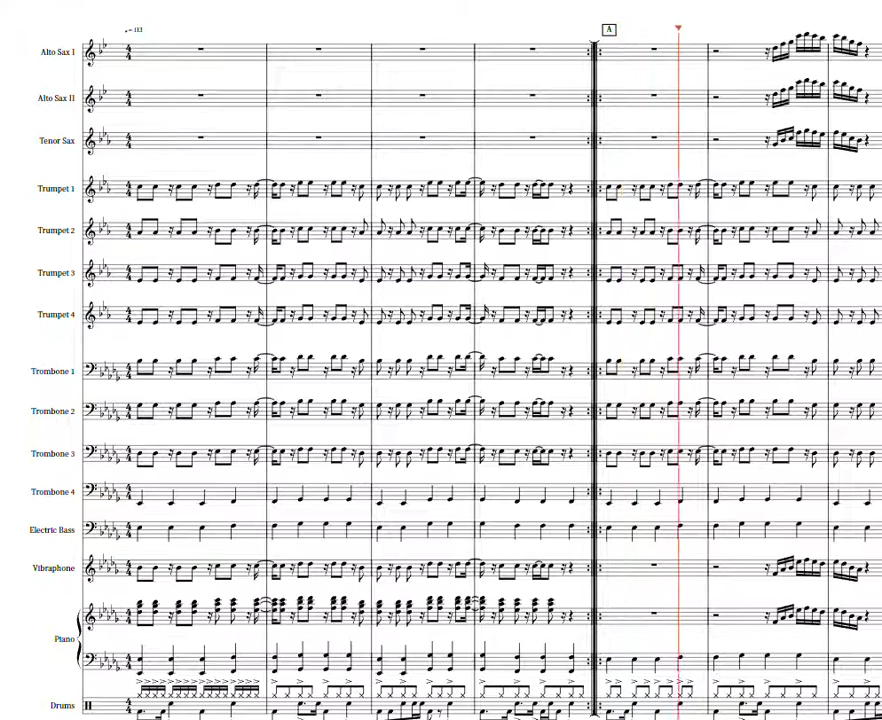 ♩ = 113
A
Alto Sax I
Alto Sax II
Tenor Sax
Trumpet 1
Trumpet 2
Trumpet 3
Trumpet 4
Trombone 1
Trombone 2
Trombone 3
Trombone 4
Electric Bass
Vibraphone
Piano
Drums